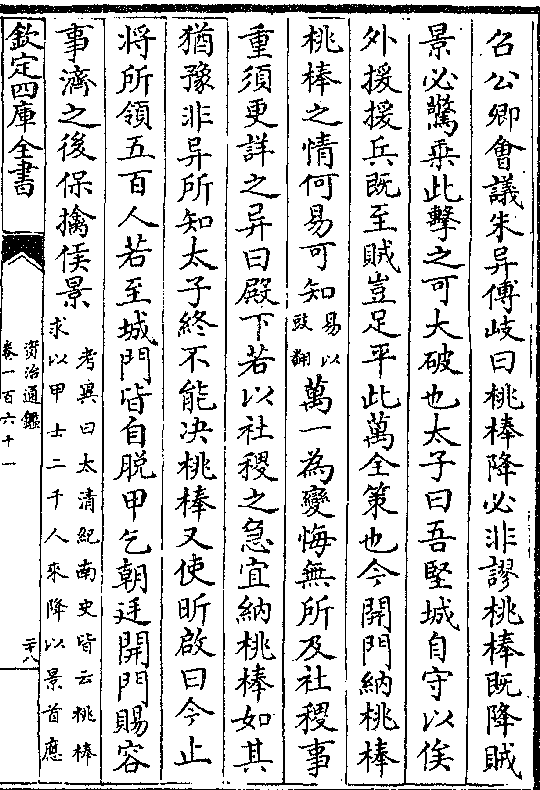 召公卿會議朱异傅岐曰桃棒降必非謬桃棒既降賊
景必驚乗此擊之可大破也太子曰吾堅城自守以俟
外援援兵既至賊豈足平此萬全策也今開門納桃棒
桃棒之情何易可知易以豉翻萬一為變悔無所及社稷事
重須更詳之异曰殿下若以社稷之急宜納桃棒如其
猶豫非异所知太子終不能决桃棒又使昕啟曰今止
将所領五百人若至城門皆自脱甲乞朝廷開門賜容
事濟之後保擒侯景考異曰太清紀南史皆云桃棒求以甲士二千人來降以景首應
欽定四庫全書
資治通鑑
卷一百六十一
二十八